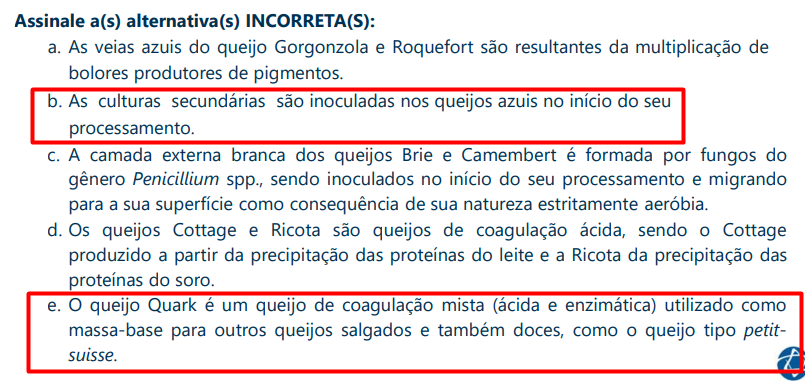 Assinale a(s) alternativa(s) INCORRETA(S):
a. As veias azuis do queijo Gorgonzola e Roquefort são resultantes da multiplicação de
bolores produtores de pigmentos.
b. As culturas secundárias são inoculadas nos queijos azuis no início do seu
processamento.
c. A camada externa branca dos queijos Brie e Camembert é formada por fungos do
gênero Penicillium spp., sendo inoculados no início do seu processamento e migrando
para a sua superfície como consequência de sua natureza estritamente aeróbia.
d. Os queijos Cottage e Ricota são queijos de coagulação ácida, sendo o Cottage
produzido a partir da precipitação das proteínas do leite e a Ricota da precipitação das
proteínas do soro.
e. O queijo Quark é um queijo de coagulação mista (ácida e enzimática) utilizado como
massa-base para outros queijos salgados e também doces, como o queijo tipo petit-
suisse.